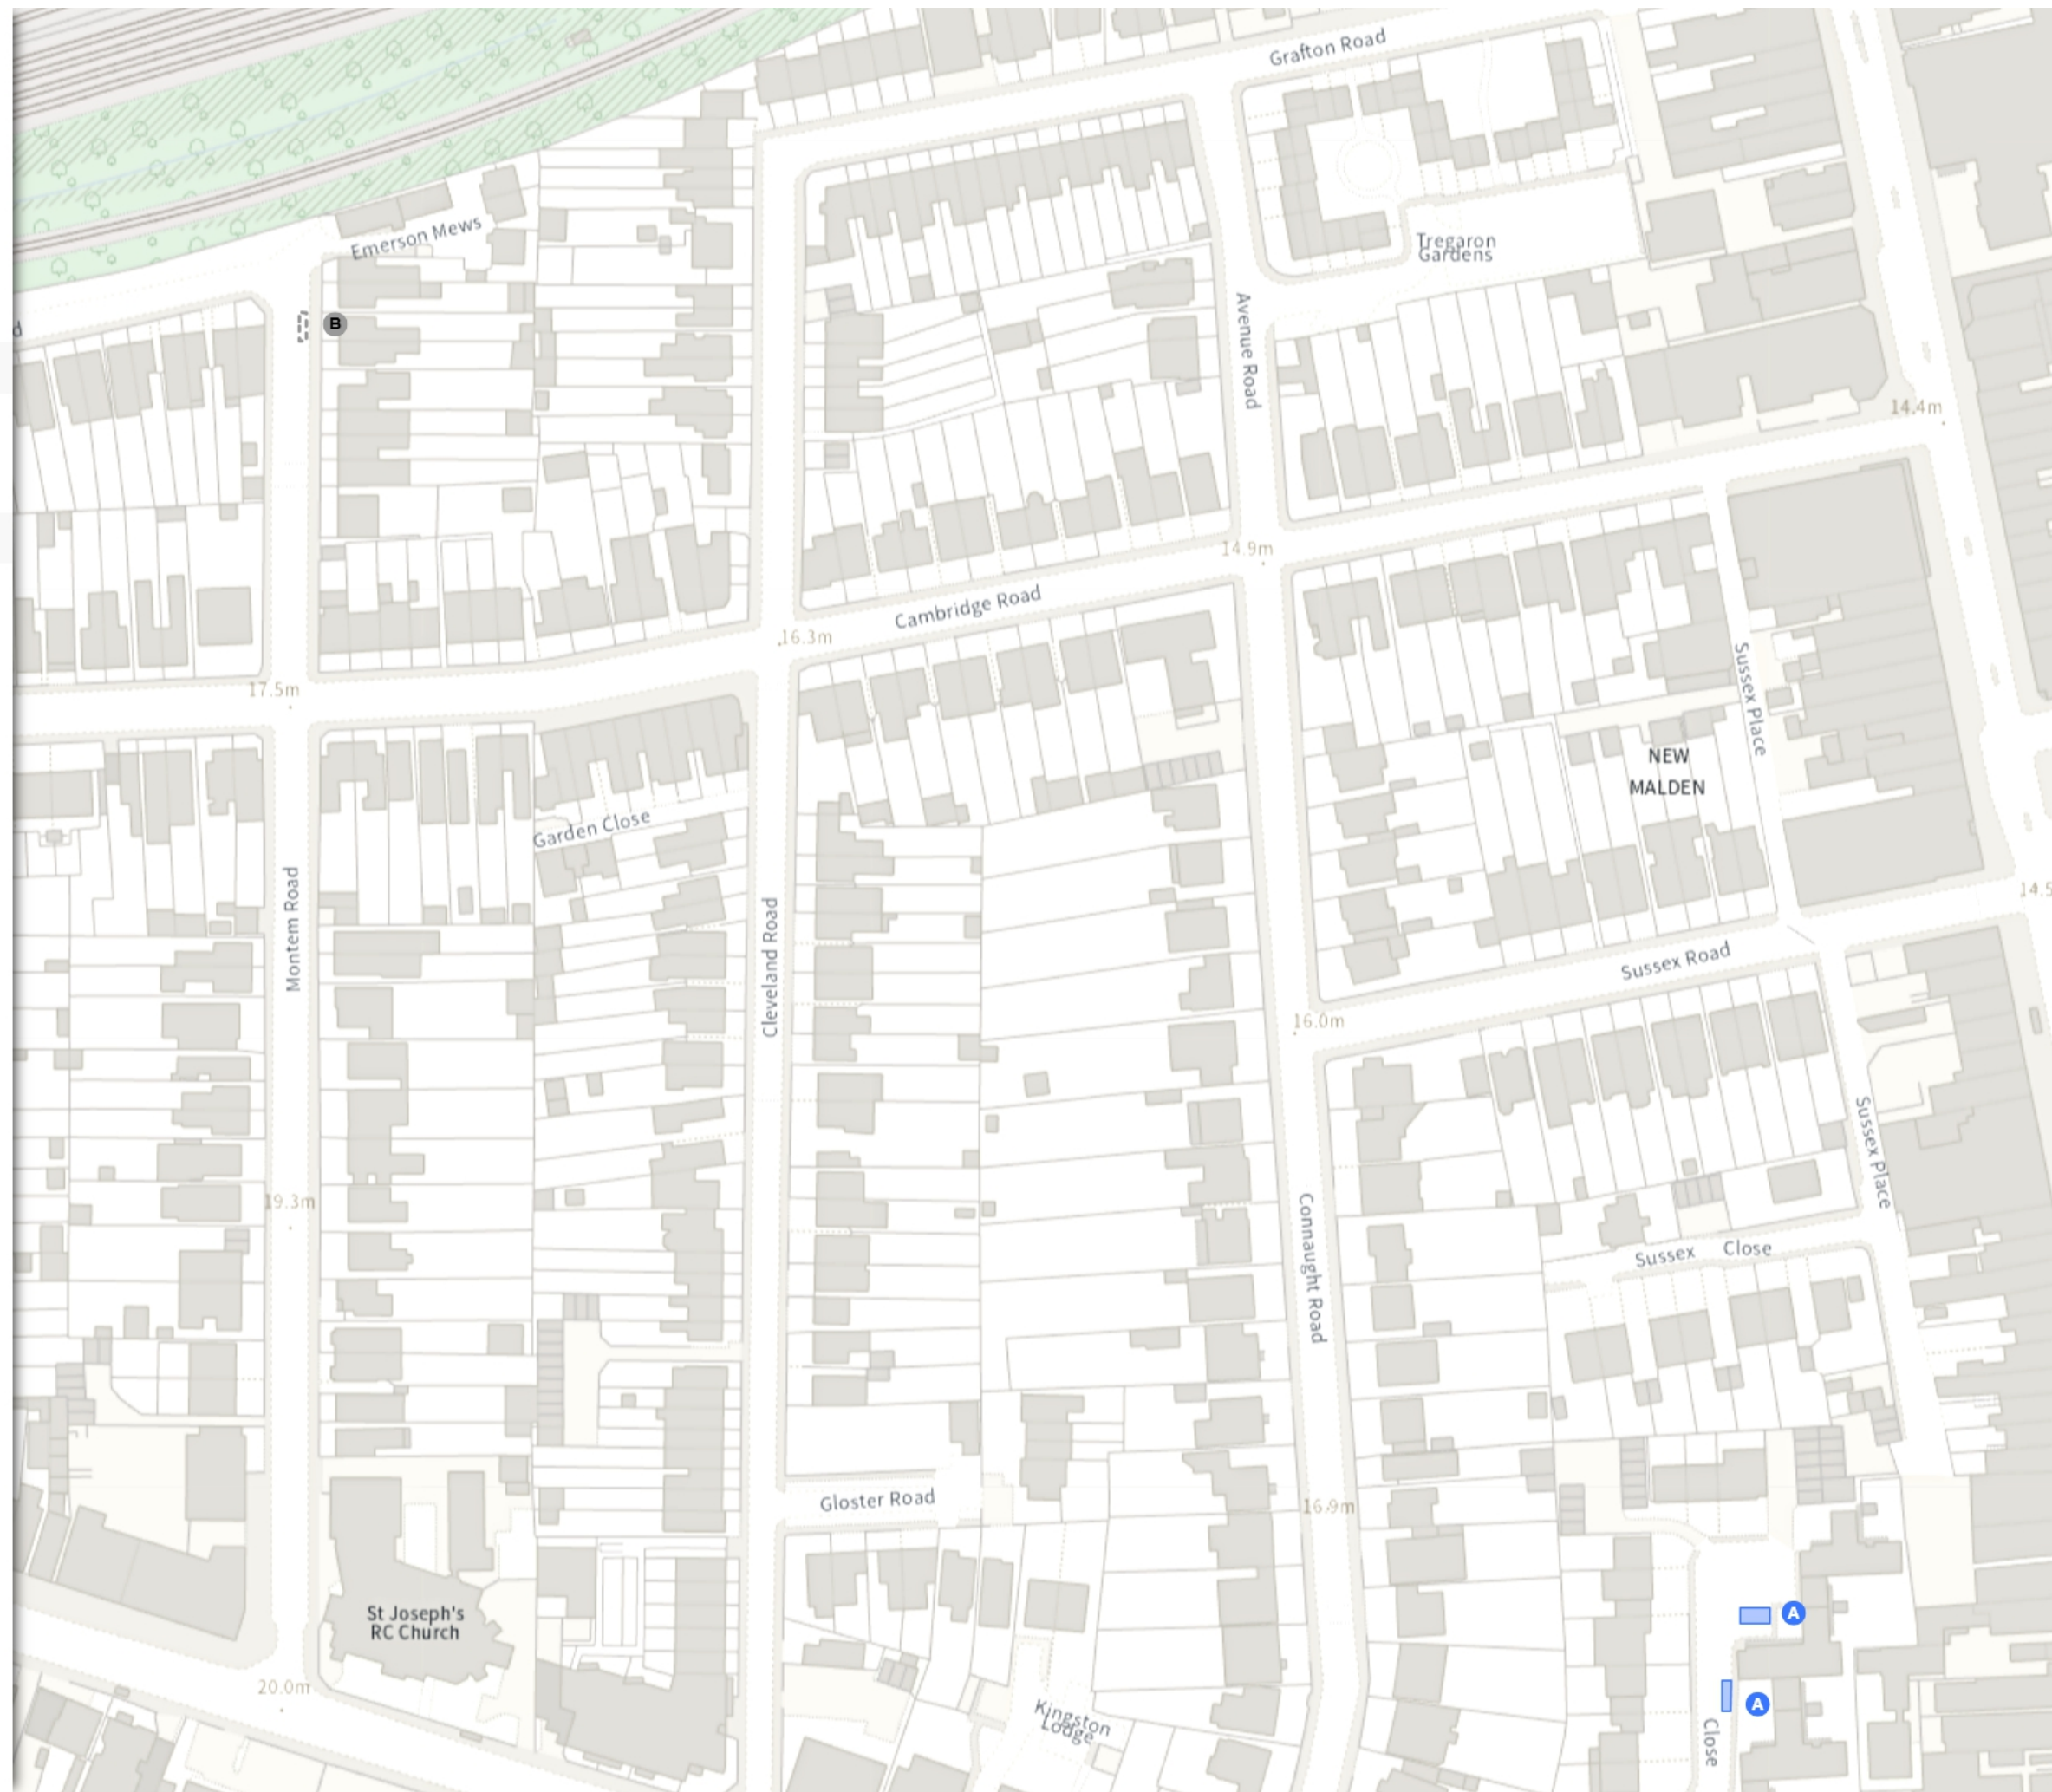 Grafton Road
Emerson Mews
Tregaron
Gardens
B
d
Avenue Road
14.4m
14.9m
Cambridge Road
16.3m
17.5m
Sussex Place
NEW
MALDEN
Garden Close
Montem Road
Cleveland Road
14.5
Sussex Road
16.0m
Sussex Place
19.3m
Connaught Road
Sussex Close
Gloster Road
16.9m
St Joseph's
RC Church
A
20.0m
Kingston
Lodge
A
Close